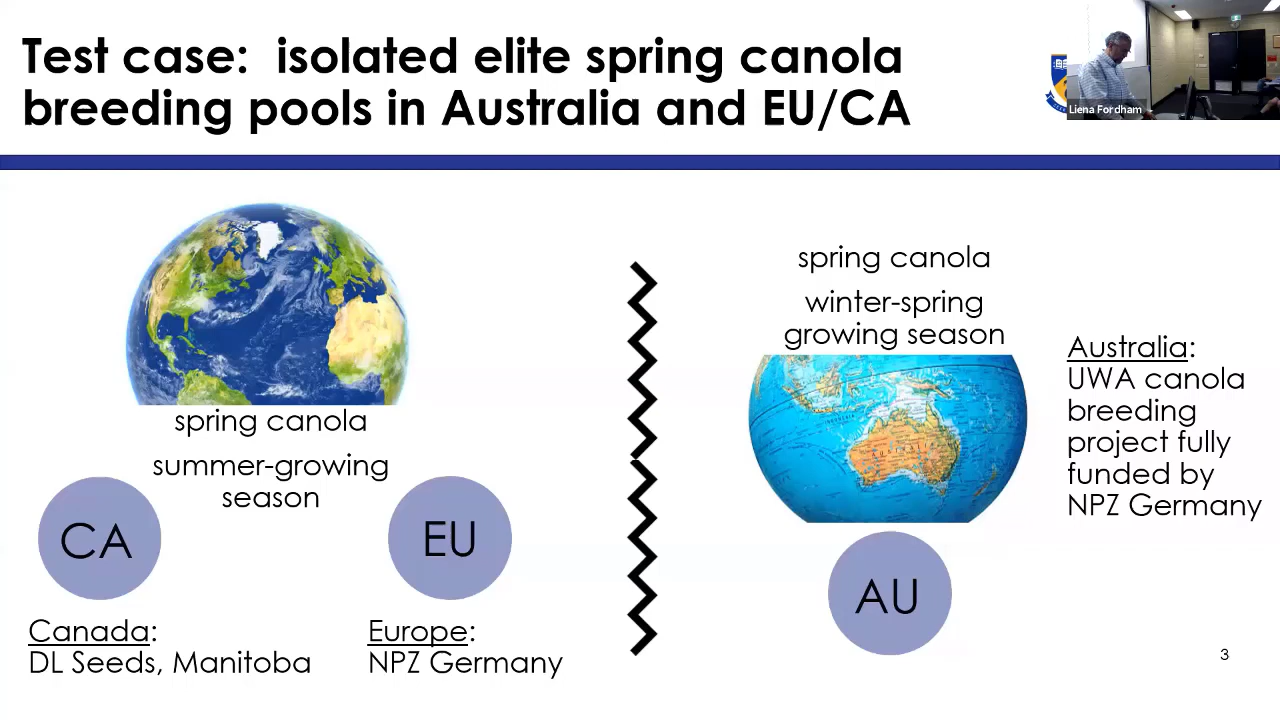 Test case: isolated elite spring canola
breeding pools in Australia and EU/CA
Liena Fordham
spring canola
summer-growing
season
CA
EU
Canada:
DL Seeds, Manitoba
Europe:
NPZ Germany
spring canola
winter-spring
growing season
AU
Australia:
UWA canola
breeding
project fully
funded by
NPZ Germany
3